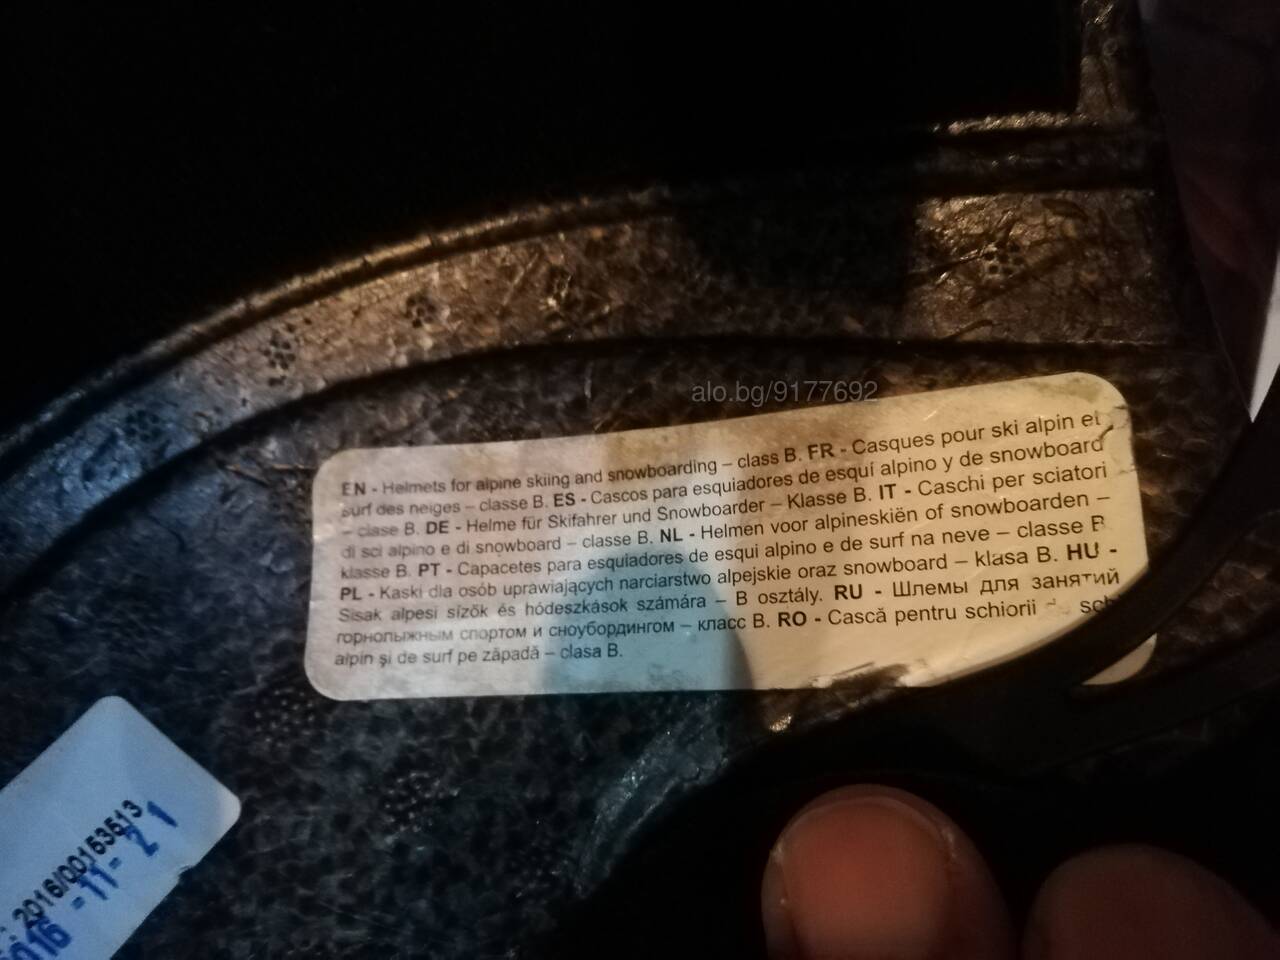 alo.bg/9177692
EN - Helmets for alpine skiing and snowboarding – class B. FR - Casques pour ski alpin et
surf des neiges – classe B. ES - Cascos para esquiadores de esquí alpino y de snowboard
– clase B. DE - Helme für Skifahrer und Snowboarder – Klasse B. IT - Caschi per sciatori
di sci alpino e di snowboard – classe B. NL - Helmen voor alpineskiën of snowboarden –
klasse B. PT - Capacetes para esquiadores de esqui alpino e de surf na neve – classe B
PL - Kaski dla osób uprawiających narciarstwo alpejskie oraz snowboard – klasa B. HU -
Sisak alpesi sízők és hódeszkások számára – B osztály. RU - Шлемы для занятий
горнолыжным спортом и сноубордингом – класс B. RO - Cască pentru schiorii
alpin și de surf pe zăpadă – clasa B.
2016/00153513
2016 -11- 21